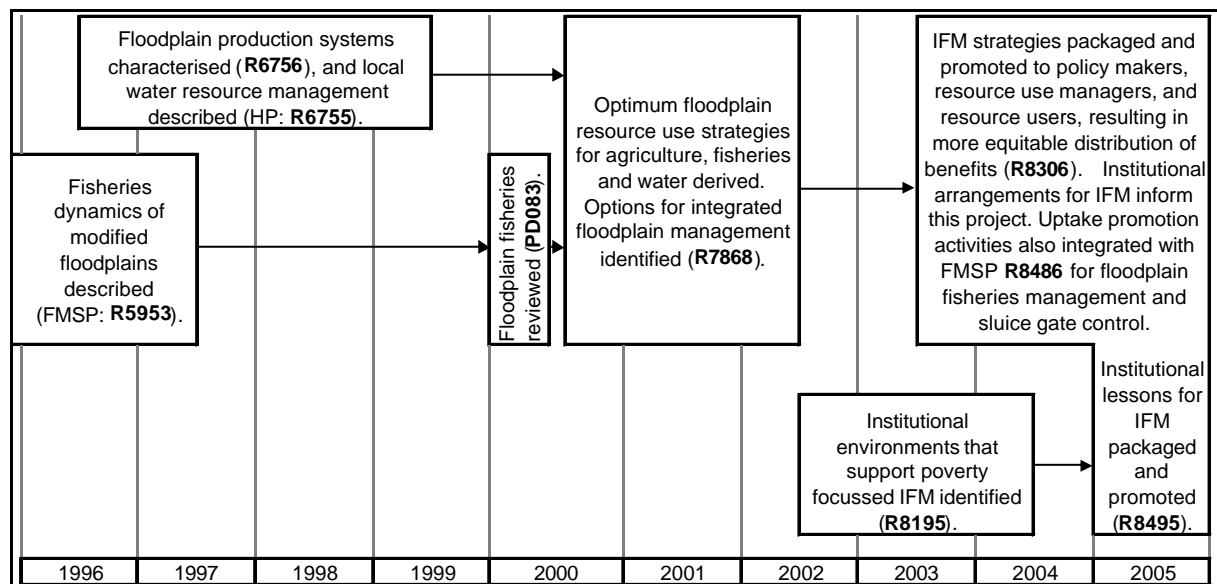 Floodplain production systems
characterised (R6756), and local
water resource management
described (HP: R6755).
Fisheries
dynamics of
modified
floodplains
described
(FMSP: R5953).
Floodplain fisheries
reviewed (PD083).
Optimum floodplain
resource use strategies
for agriculture, fisheries
and water derived.
Options for integrated
floodplain management
identified (R7868).
IFM strategies packaged and
promoted to policy makers,
resource use managers, and
resource users, resulting in
more equitable distribution of
benefits (R8306). Institutional
arrangements for IFM inform
this project. Uptake promotion
activities also integrated with
FMSP R8486 for floodplain
fisheries management and
sluice gate control.
Institutional
environments that
support poverty
focussed IFM identified
(R8195).
Institutional
lessons for
IFM
packaged
and
promoted
(R8495).
1996 1997 1998 1999 2000 2001 2002 2003 2004 2005